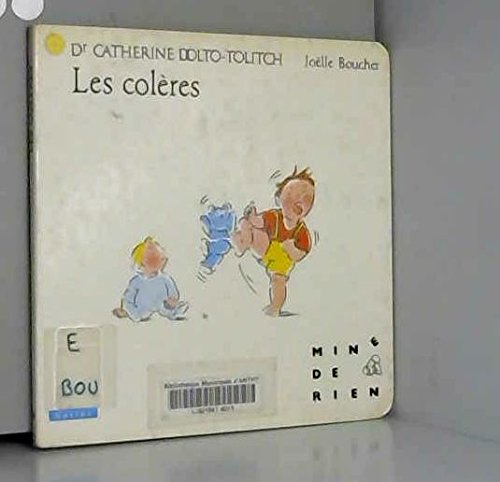 Dr CATHERINE DOLTO-TOLITCH Joëlle Boucher
Les colères
E
BOU
MINE
DE
RIEN